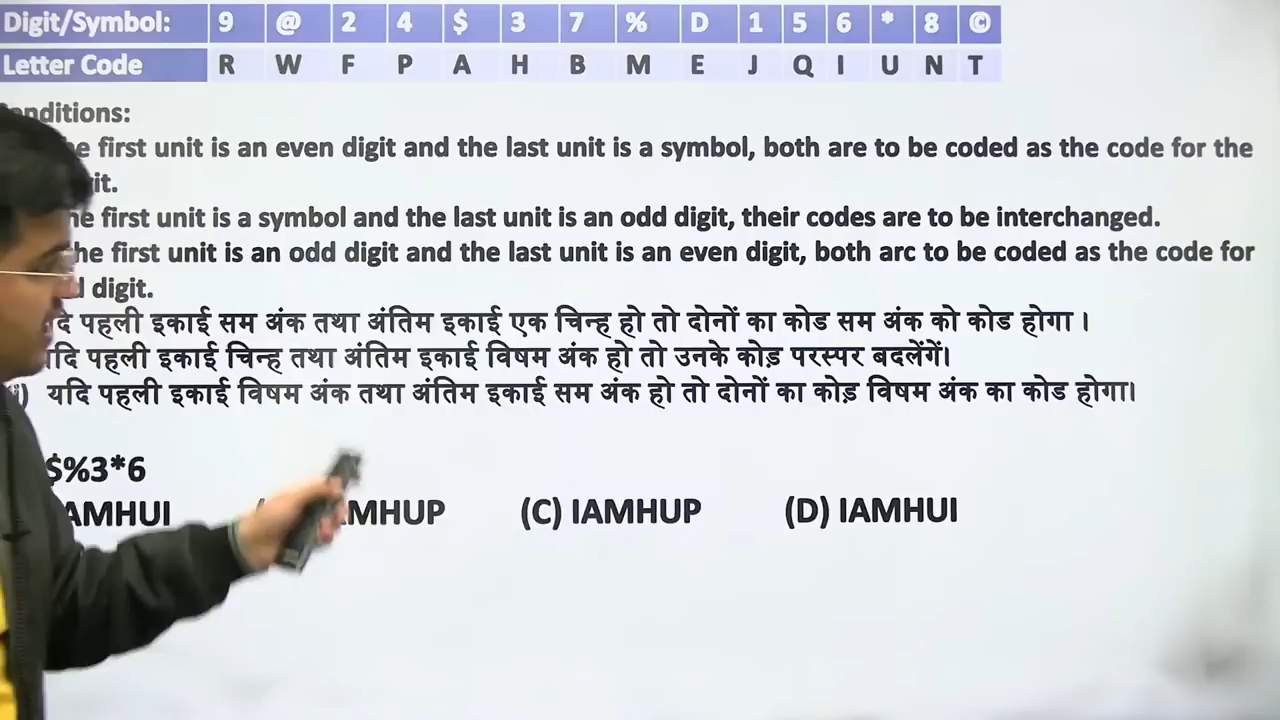 Digit/Symbol: 9 @ 2 4 $ 3 7 % D 1 5 6 * 8 ©
Letter Code R W F P A H B M E J Q I U N T
first unit is an even digit and the last unit is a symbol, both are to be coded as the code for the
first unit is a symbol and the last unit is an odd digit, their codes are to be interchanged.
the first unit is an odd digit and the last unit is an even digit, both arc to be coded as the code for
digit.
पहली इकाई सम अंक तथा अंतिम इकाई एक चिन्ह हो तो दोनों का कोड सम अंक को कोड होगा ।
पहली इकाई चिन्ह तथा अंतिम इकाई विषम अंक हो तो उनके कोड़ परस्पर बदलेंगें।
यदि पहली इकाई विषम अंक तथा अंतिम इकाई सम अंक हो तो दोनों का कोड़ विषम अंक का कोड होगा।
$%3*6
AMHUI MHUP (C) IAMHUP (D) IAMHUI